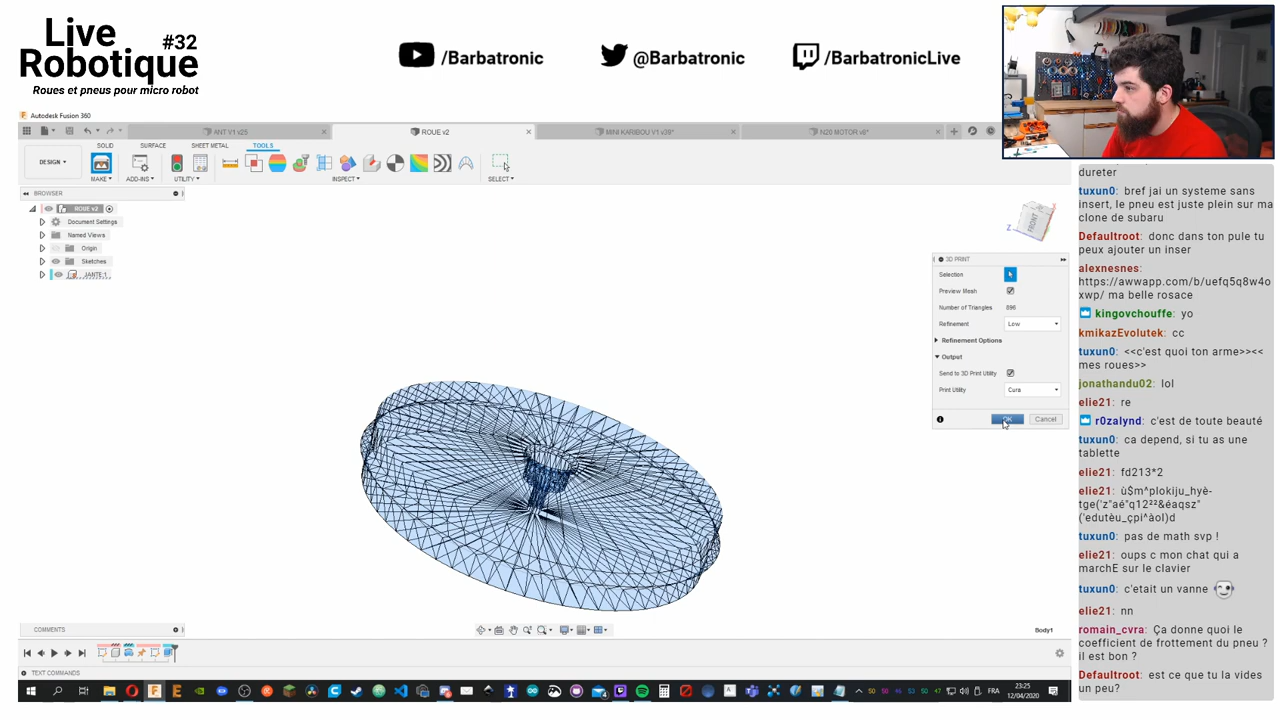 Live
Robotique #32
Roues et pneus pour micro robot
/Barbatronic
@Barbatronic
/BarbatronicLive
Autodesk Fusion 360
ANT V1 v25
ROUE v2
MINI KARIBOU V1 v39*
N20 MOTOR v6*
SOLID
SURFACE
SHEET METAL
TOOLS
DESIGN
MAKE
ADD-INS
UTILITY
INSPECT
SELECT
BROWSER
ROUE v2
Document Settings
Named Views
Origin
Sketches
JANTE:1
FRONT
Z
3D PRINT
Selection
Preview Mesh
Number of Triangles 896
Refinement Low
Refinement Options
Output
Send to 3D Print Utility
Print Utility Cura
OK Cancel
COMMENTS
Body1
TEXT COMMANDS
FRA
23:25
12/04/2020
dureter
tuxun0: bref jai un systeme sans
insert, le pneu est juste plein sur ma
clone de subaru
Defaultroot: donc dans ton pule tu
peux ajouter un inser
alexnesnes:
https://awwapp.com/b/uefq5q8w4o
xwp/ ma belle rosace
kingovchouffe: yo
kmikazEvolutek: cc
tuxun0: <<c'est quoi ton arme>><<
mes roues>>
jonathandu02: lol
elie21: re
r0zalynd: c'est de toute beauté
tuxun0: ca depend, si tu as une
tablette
elie21: fd213*2
elie21: ù$m^plokiju_hyè-
tge('z"aé"q12²²&éaqsz"
('edutèu_çpi^àol)d
tuxun0: pas de math svp !
elie21: oups c mon chat qui a
marchE sur le clavier
tuxun0: c'etait un vanne
elie21: nn
romain_cvra: Ça donne quoi le
coefficient de frottement du pneu ?
il est bon ?
Defaultroot: est ce que tu la vides
un peu?